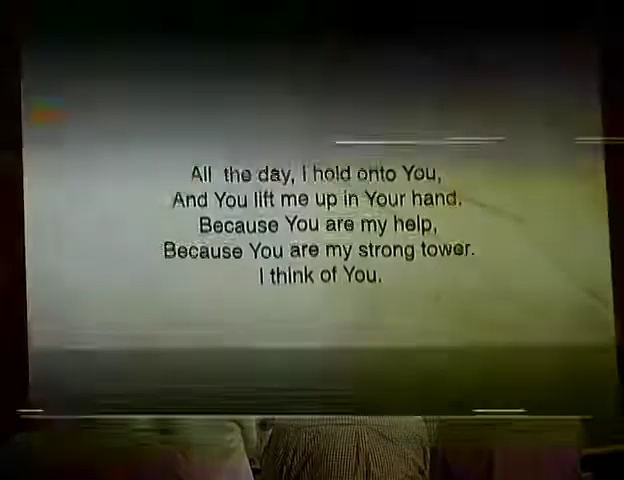 All the day, I hold onto You,
And You lift me up in Your hand.
Because You are my help,
Because You are my strong tower.
I think of You.